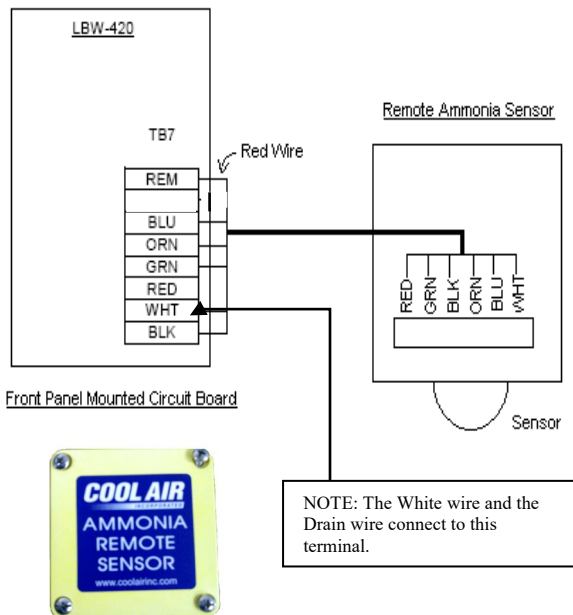 LBW-420
TB7
Red Wire
REM
BLU
ORN
GRN
RED
WHT
BLK
Front Panel Mounted Circuit Board
Remote Ammonia Sensor
RED
GRN
BLK
ORN
BLU
WHT
Sensor
NOTE: The White wire and the
Drain wire connect to this
terminal.
COOL AIR
INCORPORATED
AMMONIA
REMOTE
SENSOR
www.coolairinc.com